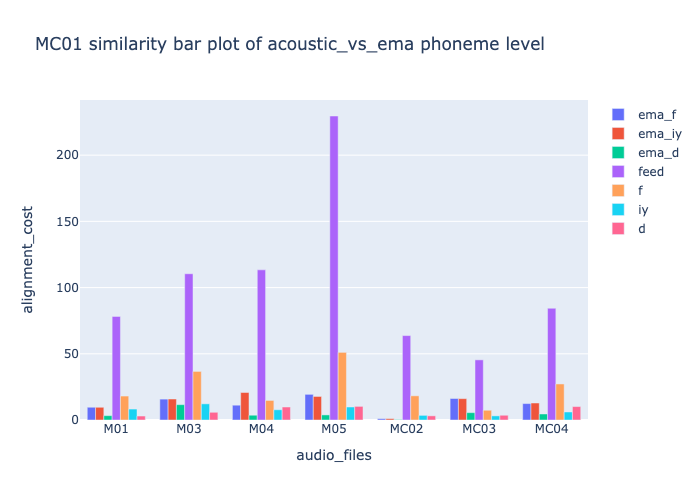 MC01 similarity bar plot of acoustic_vs_ema phoneme level
ema_f
ema_iy
ema_d
feed
f
iy
d
alignment_cost
200
150
100
50
0
M01 M03 M04 M05 MC02 MC03 MC04
audio_files